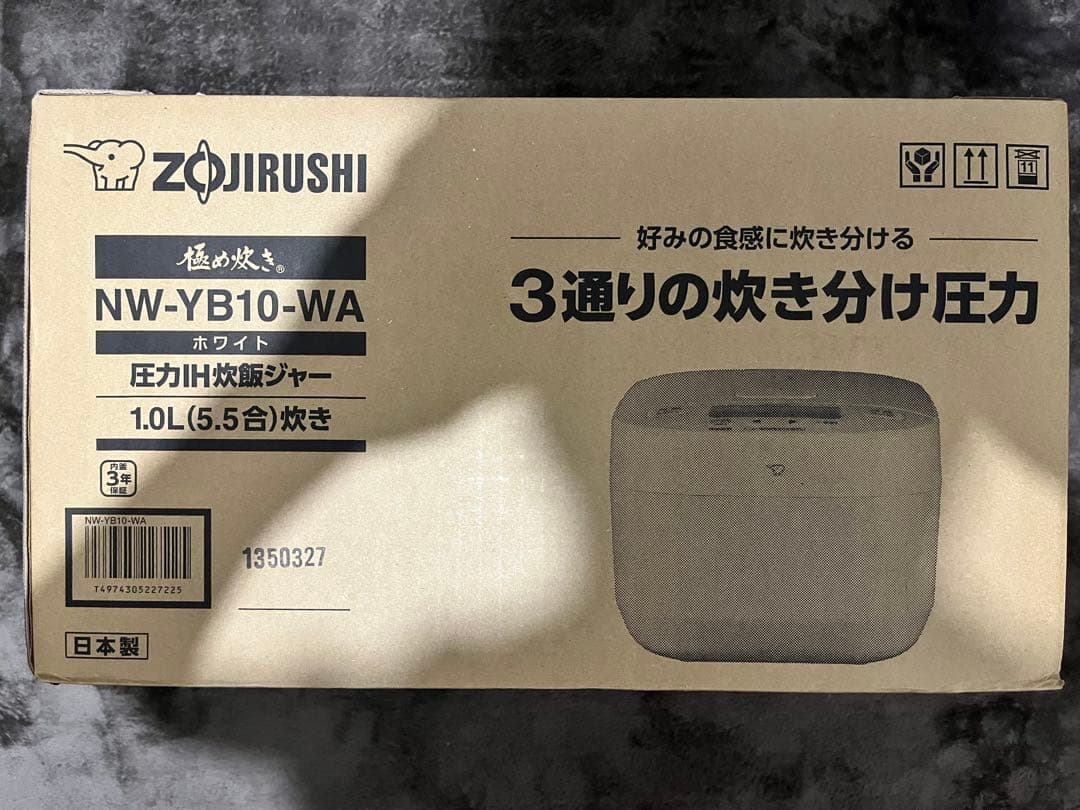 ZOJIRUSHI
極め炊き®
NW-YB10-WA
ホワイト
圧力IH炊飯ジャー
1.0L(5.5合)炊き
内釜
3年
保証
NW-YB10-WA
T4974305227225
1350327
日本製
11
好みの食感に炊き分ける
3通りの炊き分け圧力